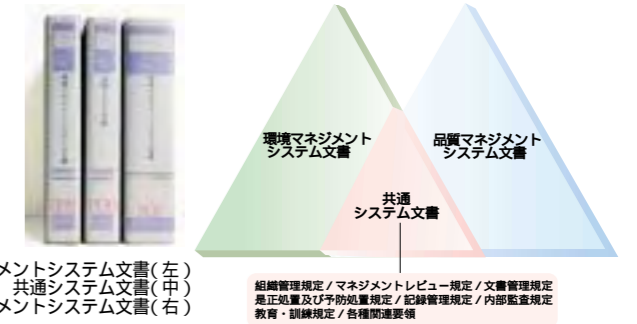 環境マネジメント
システム文書
品質マネジメント
システム文書
共通
システム文書
メントシステム文書(左)
共通システム文書(中)
メントシステム文書(右)
組織管理規定/マネジメントレビュー規定/文書管理規定
是正処置及び予防処置規定/記録管理規定/内部監査規定
教育・訓練規定/各種関連要領